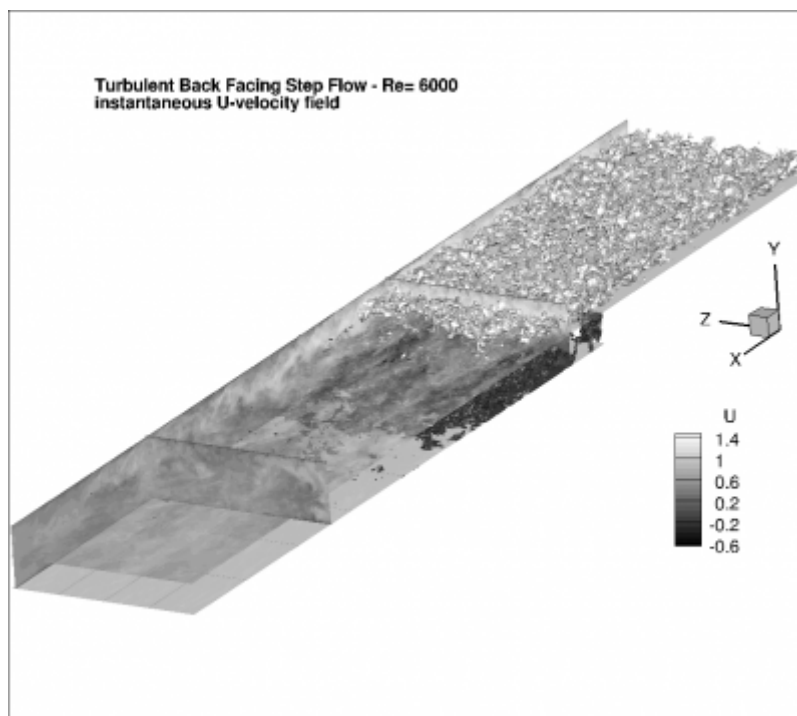 Turbulent Back Facing Step Flow - Re= 6000
instantaneous U-velocity field
Y
Z
X
U
1.4
1
0.6
0.2
-0.2
-0.6